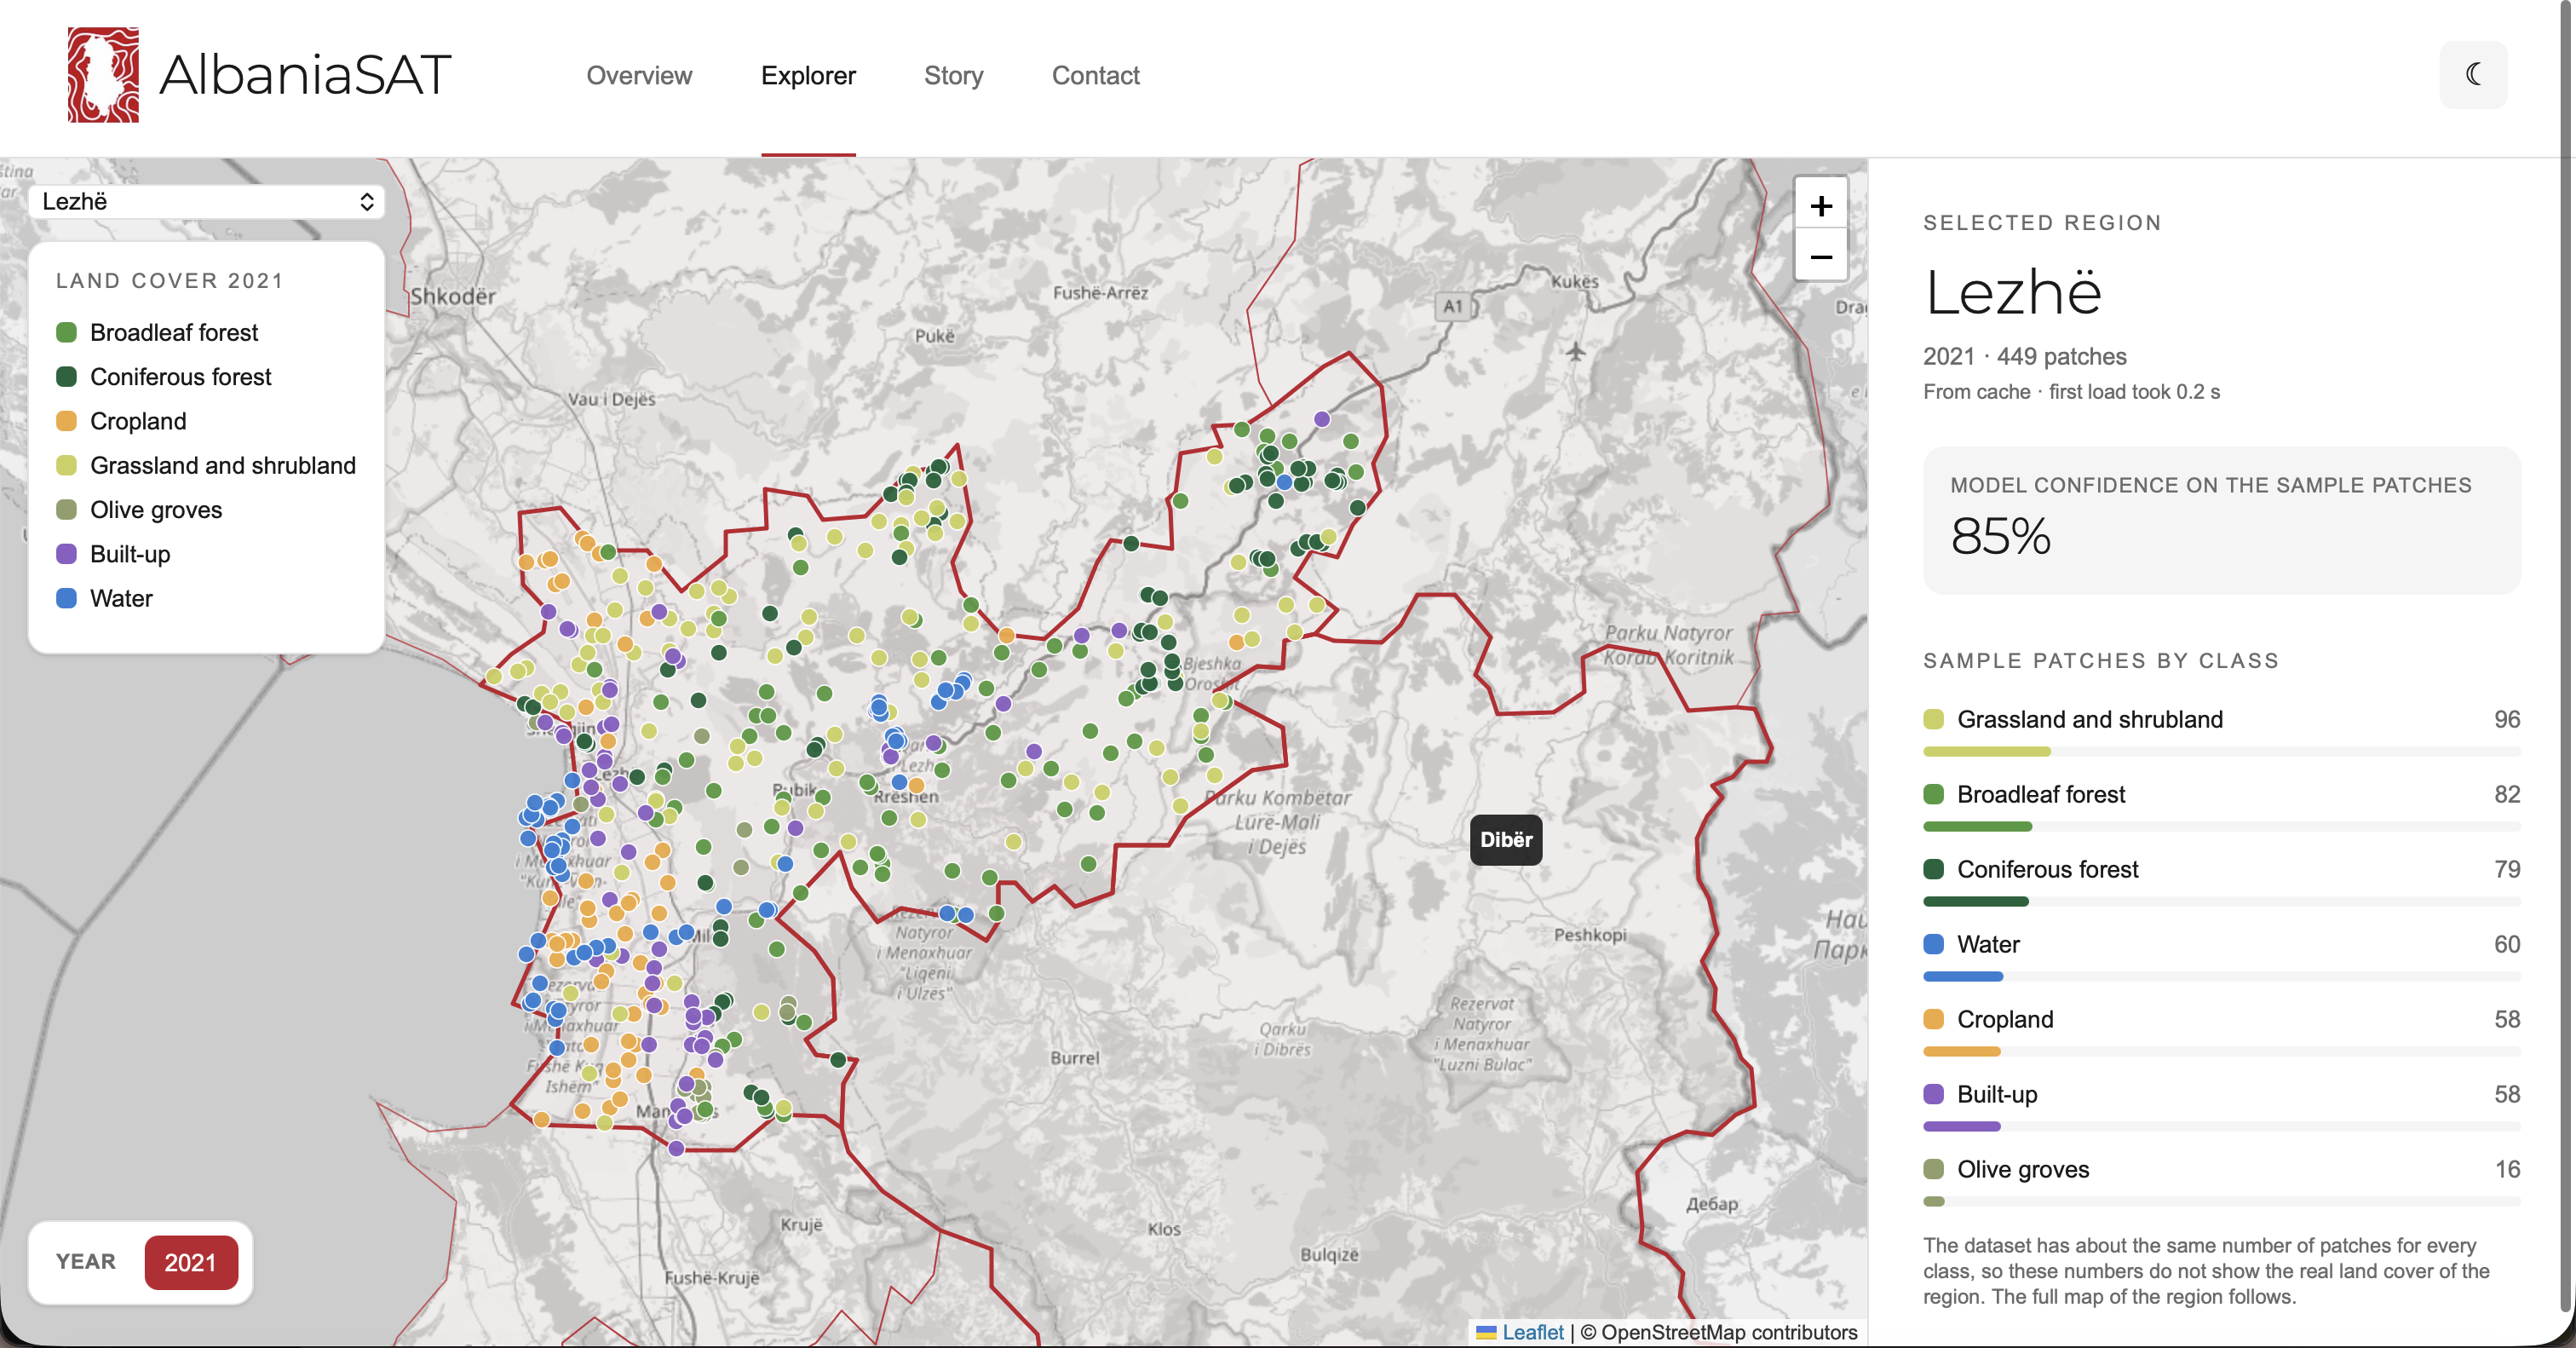 AlbaniaSAT
Overview
Explorer
Story
Contact
☾
Lezhë
LAND COVER 2021
Broadleaf forest
Coniferous forest
Cropland
Grassland and shrubland
Olive groves
Built-up
Water
YEAR
2021
+
−
Shkodër
Vau i Dejës
Pukë
Fushë-Arrëz
A1
Kukës
Parku Natyror
Korab-Koritnik
Bjeshka
Rubik
Rrëshen
Parku Kombëtar
Lurë-Mali
i Dejës
Dibër
Natyror
i Menaxhuar
"Liqeni
i Ulzës"
Peshkopi
Rezervat
Natyror
i Menaxhuar
"Luzni Bulac"
Qarku
i Dibrës
Burrel
Ishëm"
Krujë
Klos
Bulqizë
Дебар
Fushë-Krujë
Leaflet | © OpenStreetMap contributors
SELECTED REGION
Lezhë
2021 · 449 patches
From cache · first load took 0.2 s
MODEL CONFIDENCE ON THE SAMPLE PATCHES
85%
SAMPLE PATCHES BY CLASS
Grassland and shrubland 96
Broadleaf forest 82
Coniferous forest 79
Water 60
Cropland 58
Built-up 58
Olive groves 16
The dataset has about the same number of patches for every
class, so these numbers do not show the real land cover of the
region. The full map of the region follows.